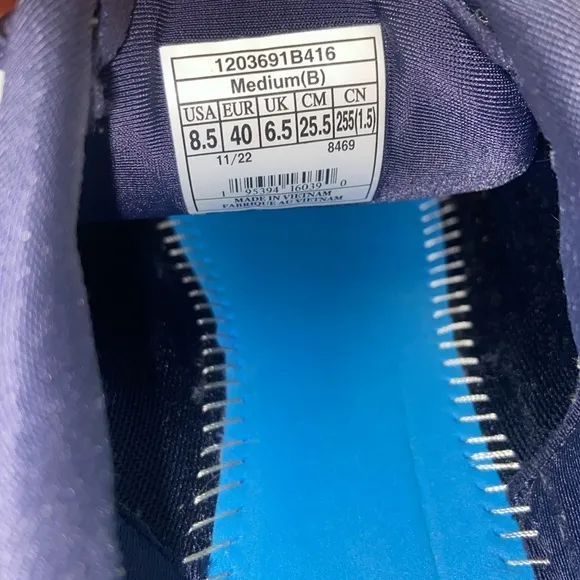 1203691B416
Medium(B)
USA EUR UK CM CN
8.5 40 6.5 25.5 255(1.5)
11/22 8469
1 95394 16039 0
MADE IN VIETNAM
FABRIQUE AU VIETNAM